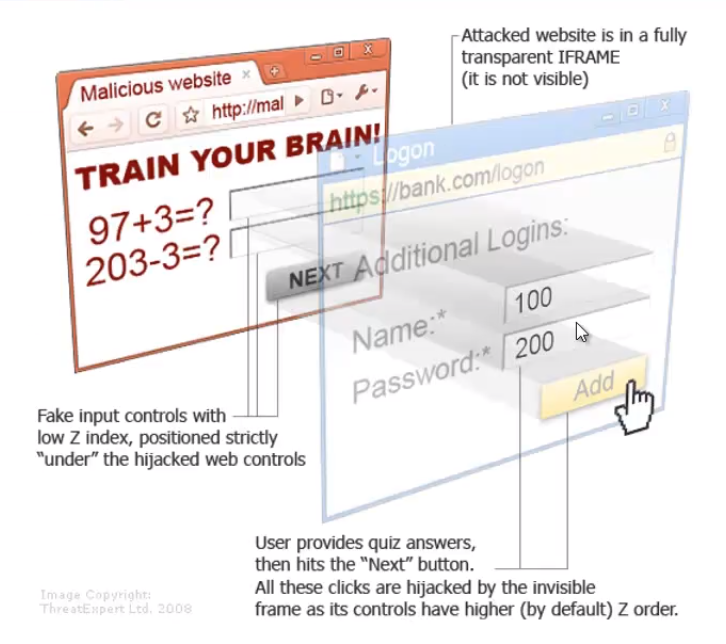 Attacked website is in a fully
transparent IFRAME
(it is not visible)
Malicious website
http://mal
TRAIN YOUR BRAIN!
97+3=?
203-3=?
NEXT
Logon
https://bank.com/logon
Additional Logins:
Name:* 100
Password:* 200
Add
Fake input controls with
low Z index, positioned strictly
“under” the hijacked web controls
User provides quiz answers,
then hits the “Next” button.
All these clicks are hijacked by the invisible
frame as its controls have higher (by default) Z order.
Image Copyright:
ThreatExpert Ltd. 2008